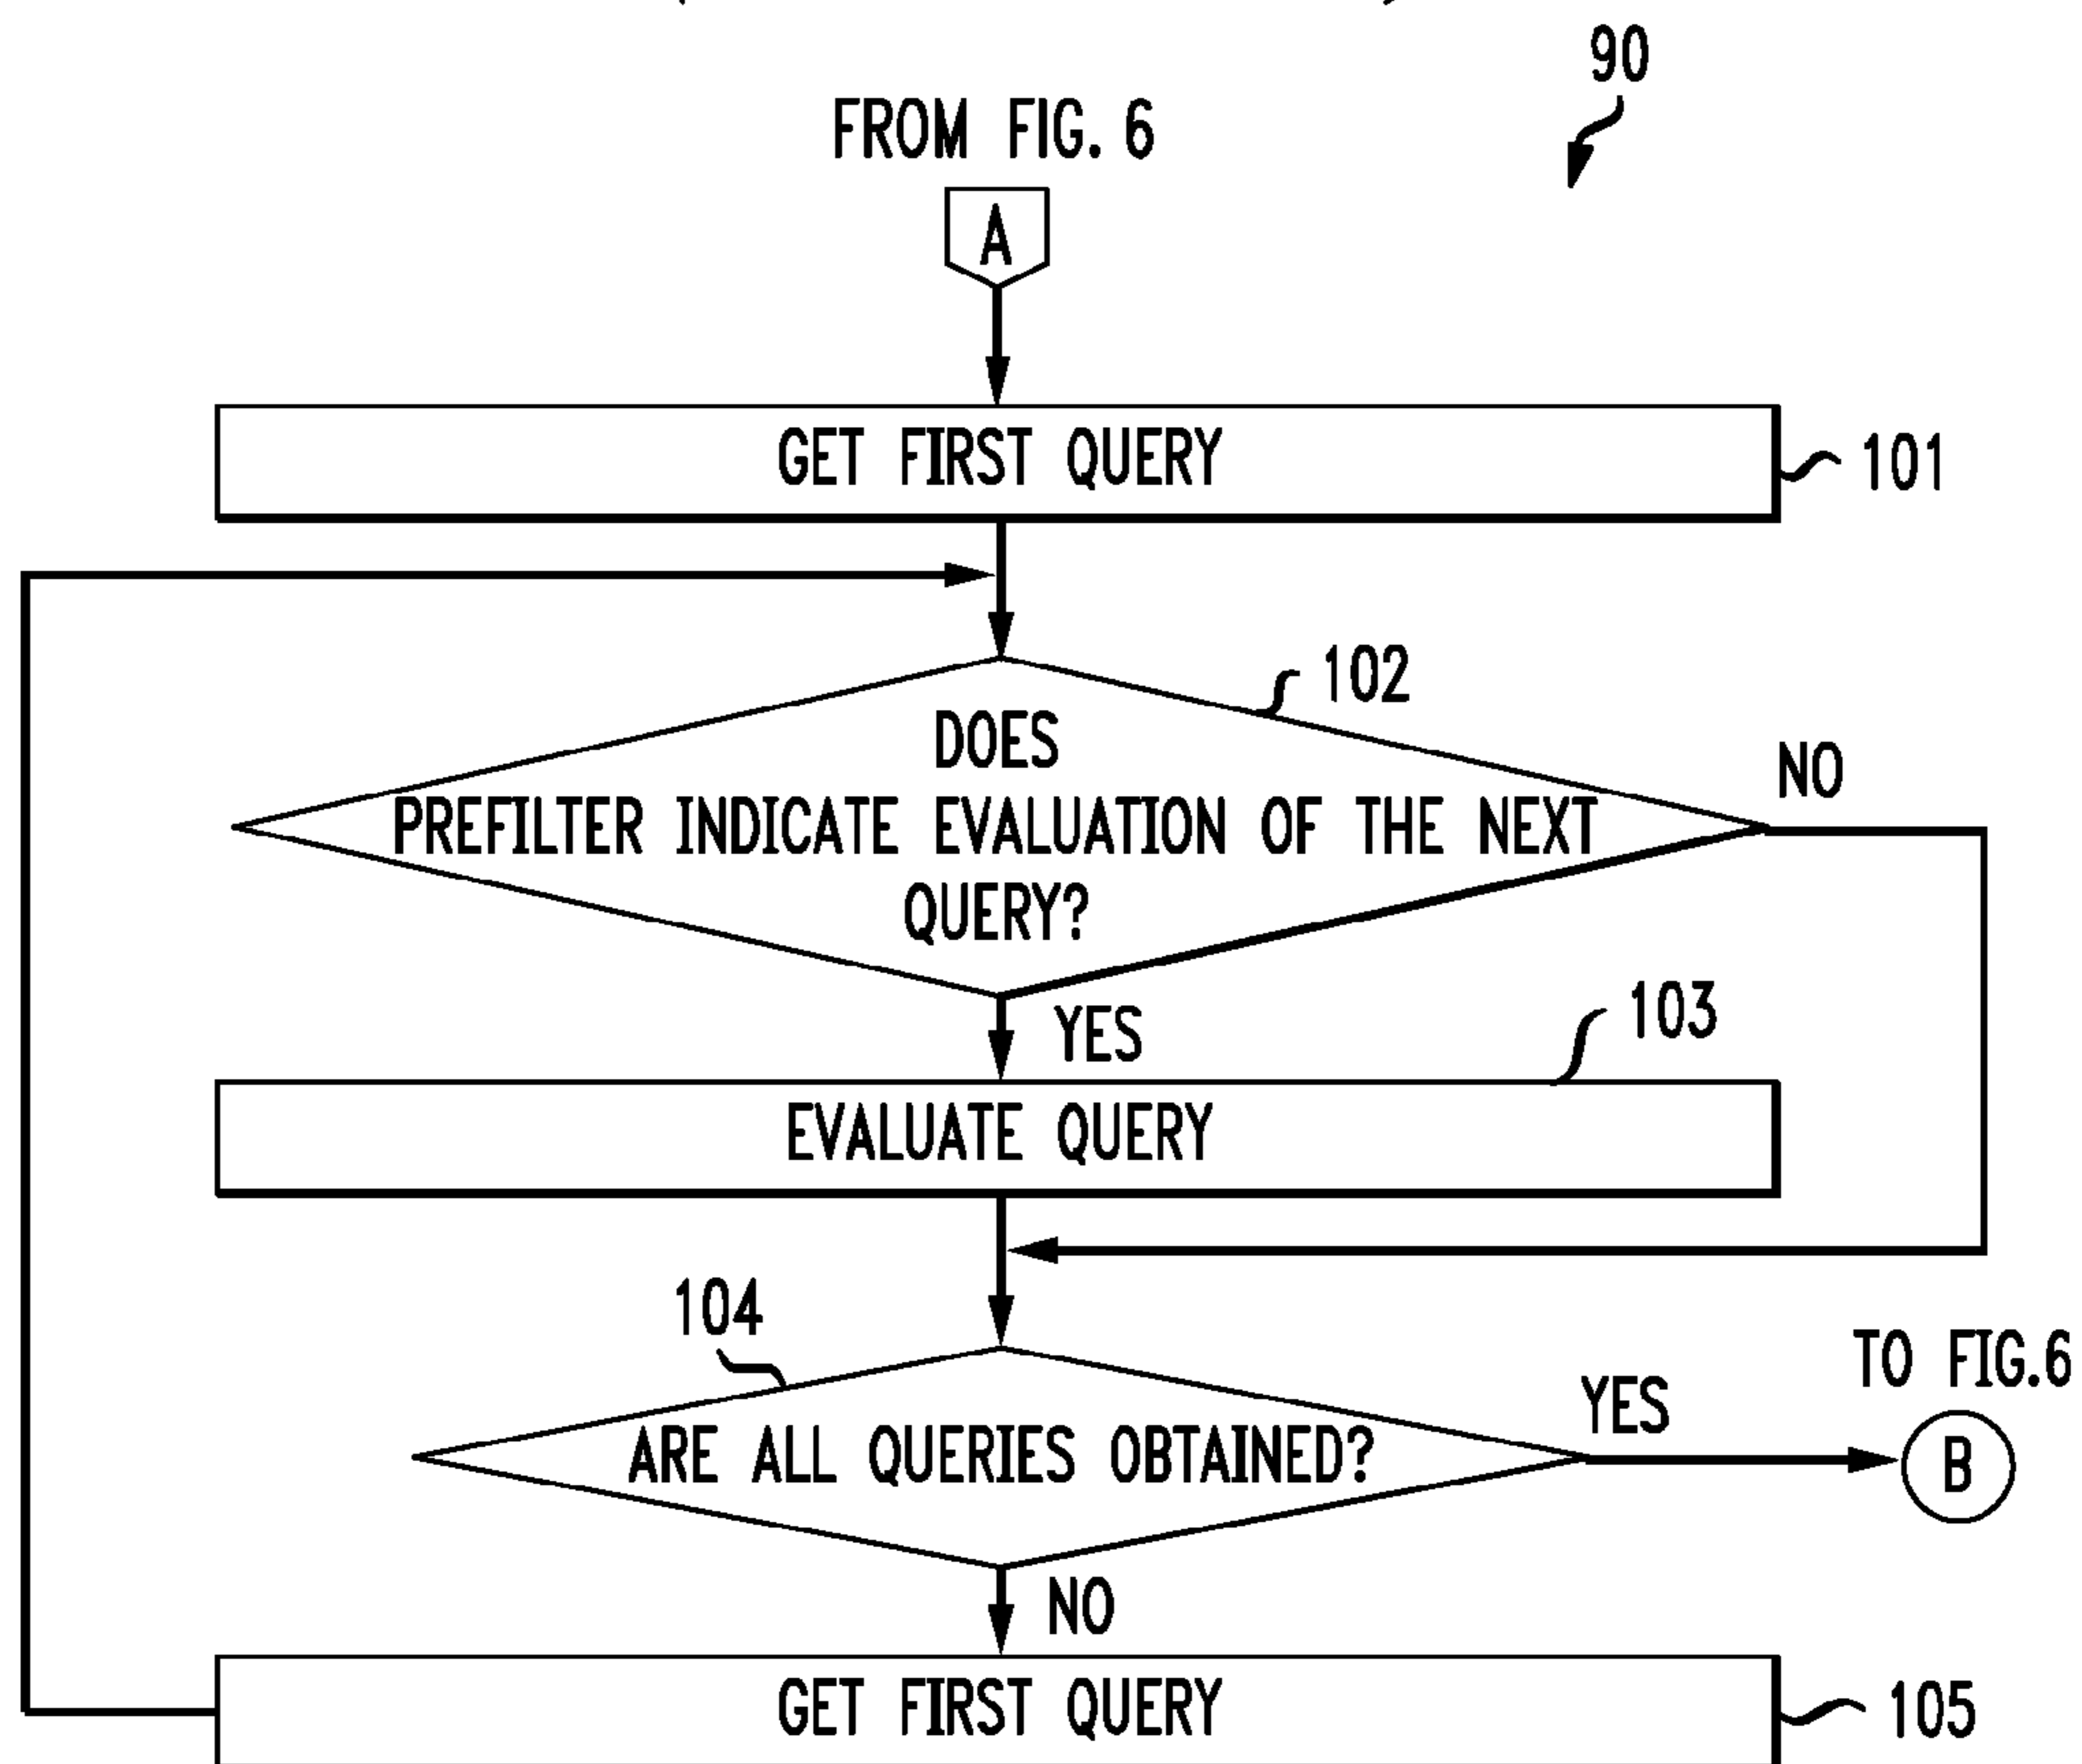 90
FROM FIG. 6
A
GET FIRST QUERY
101
102
DOES
PREFILTER INDICATE EVALUATION OF THE NEXT
QUERY?
NO
YES
103
EVALUATE QUERY
104
ARE ALL QUERIES OBTAINED?
YES
TO FIG.6
B
NO
GET FIRST QUERY
105